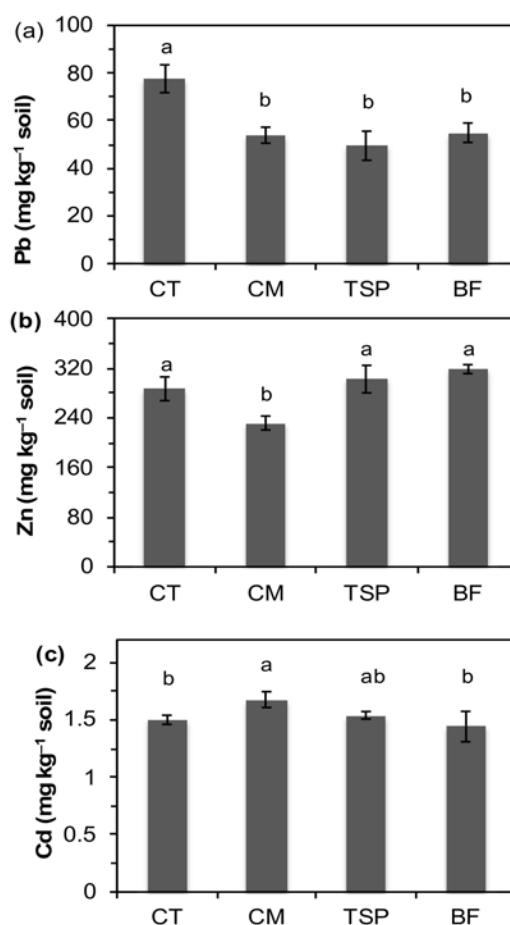 (a)
Pb (mg kg⁻¹ soil)
100
80
60
40
20
0
a
b
b
b
CT CM TSP BF
(b)
Zn (mg kg⁻¹ soil)
400
320
240
160
80
0
a
b
a
a
CT CM TSP BF
(c)
Cd (mg kg⁻¹ soil)
2
1.5
1
0.5
0
b
a
ab
b
CT CM TSP BF